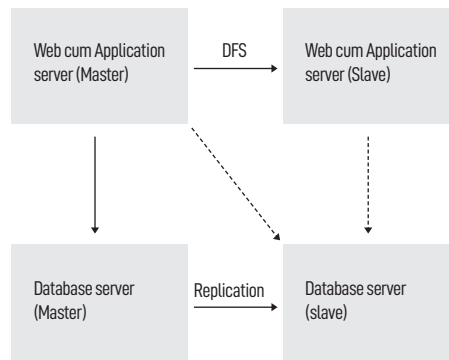 Web cum Application
server (Master)
DFS
Web cum Application
server (Slave)
Database server
(Master)
Replication
Database server
(slave)